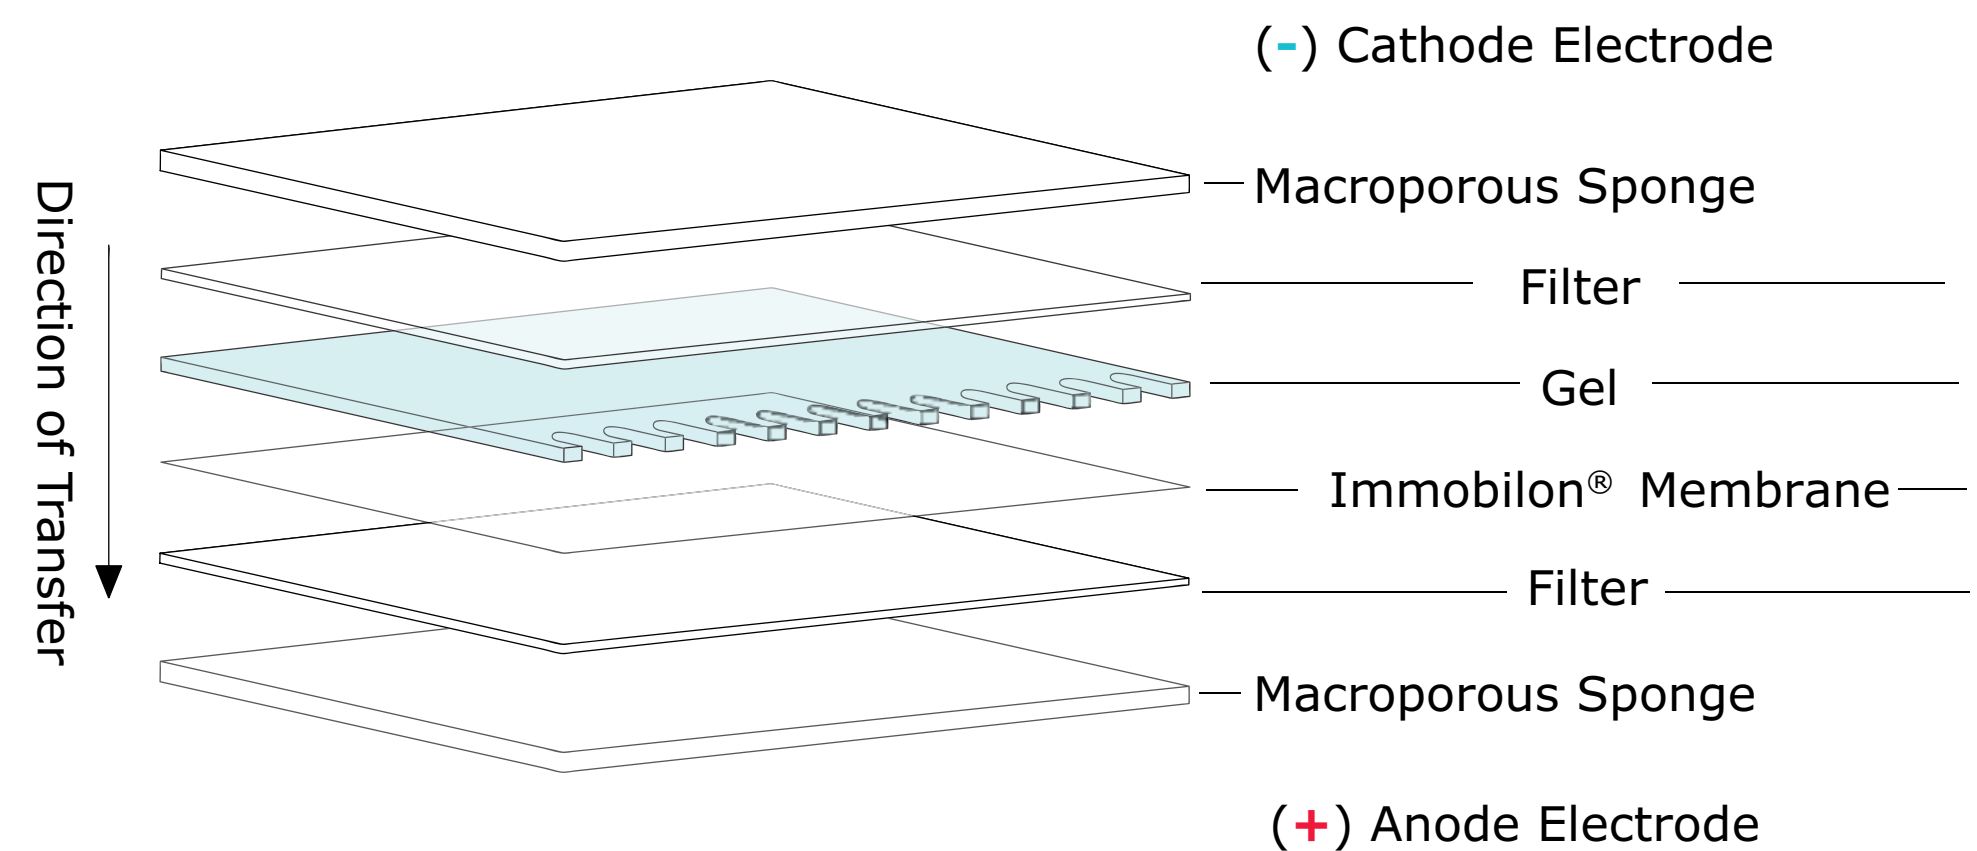 (-) Cathode Electrode
Direction of Transfer
Macroporous Sponge
Filter
Gel
Immobilon® Membrane
Filter
Macroporous Sponge
(+) Anode Electrode